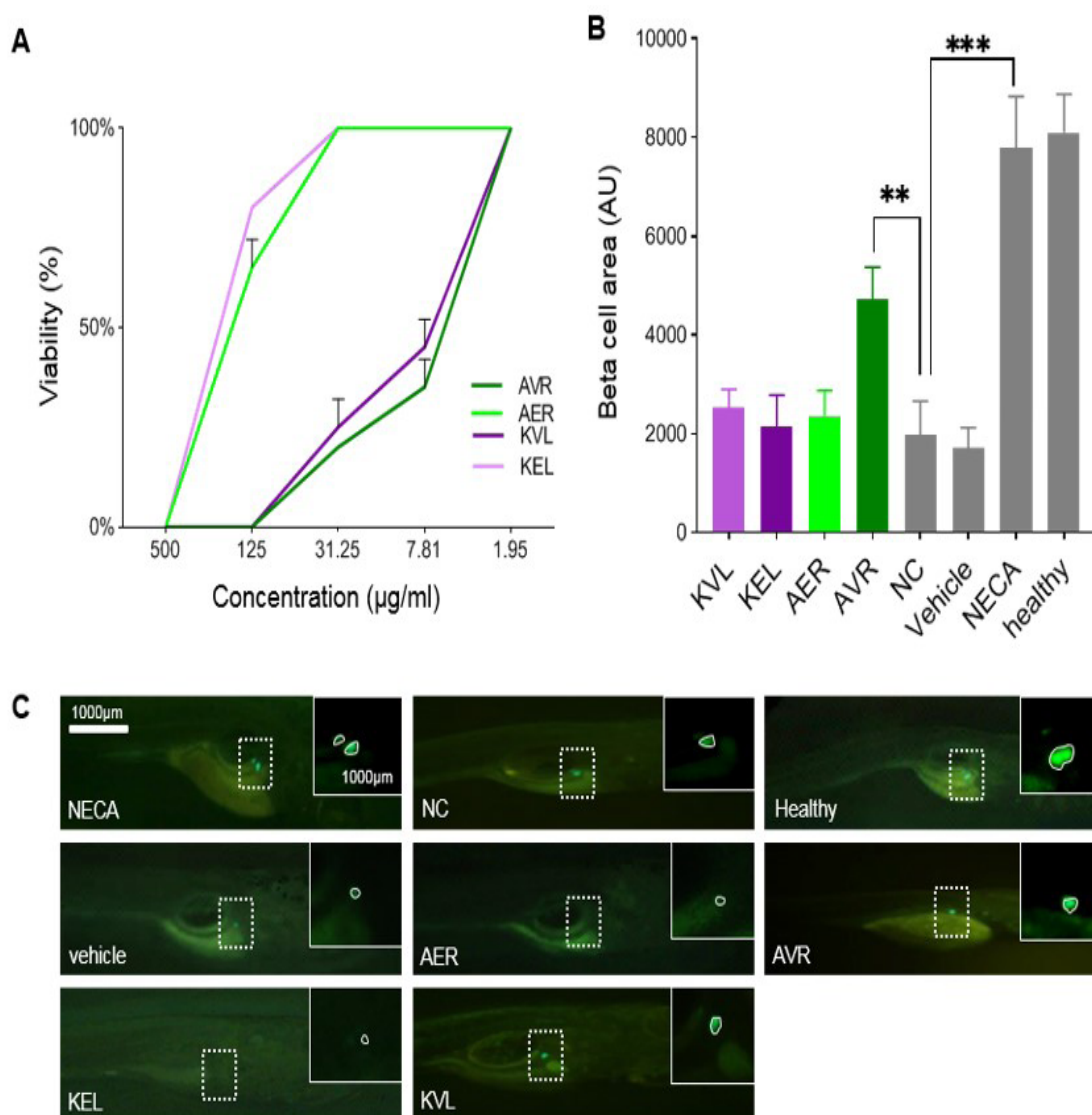 A
Viability (%)
100%
50%
0%
500 125 31.25 7.81 1.95
Concentration (µg/ml)
AVR
AER
KVL
KEL
B
Beta cell area (AU)
10000
8000
6000
4000
2000
0
***
**
KVL KEL AER AVR NC Vehicle NECA healthy
C
1000µm
1000µm
NECA
NC
Healthy
vehicle
AER
AVR
KEL
KVL